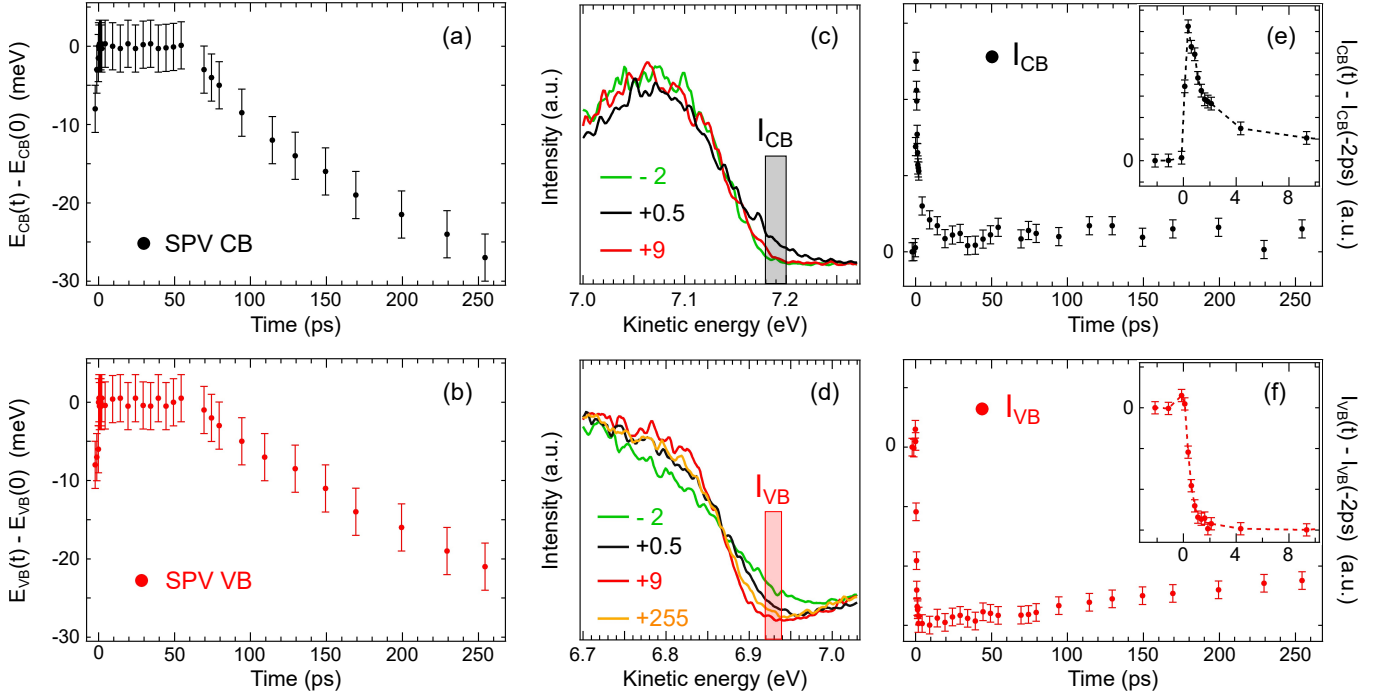 (a)
E_CB(t) - E_CB(0) (meV)
0
-10
-20
-30
SPV CB
0 50 100 150 200 250
Time (ps)
(c)
Intensity (a.u.)
I_CB
- 2
+0.5
+9
7.0 7.1 7.2
Kinetic energy (eV)
(e)
I_CB
0
0
0 4 8
I_CB(t) - I_CB(-2ps) (a.u.)
0 50 100 150 200 250
Time (ps)
(b)
E_VB(t) - E_VB(0) (meV)
0
-10
-20
-30
SPV VB
0 50 100 150 200 250
Time (ps)
(d)
Intensity (a.u.)
I_VB
- 2
+0.5
+9
+255
6.7 6.8 6.9 7.0
Kinetic energy (eV)
(f)
I_VB
0
0
0 4 8
I_VB(t) - I_VB(-2ps) (a.u.)
0 50 100 150 200 250
Time (ps)